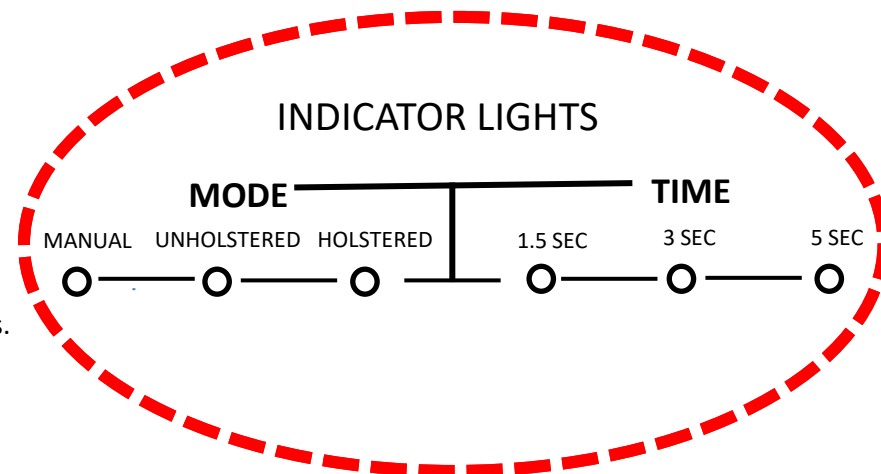 INDICATOR LIGHTS
MODE TIME
MANUAL UNHOLSTERED HOLSTERED 1.5 SEC 3 SEC 5 SEC
s.